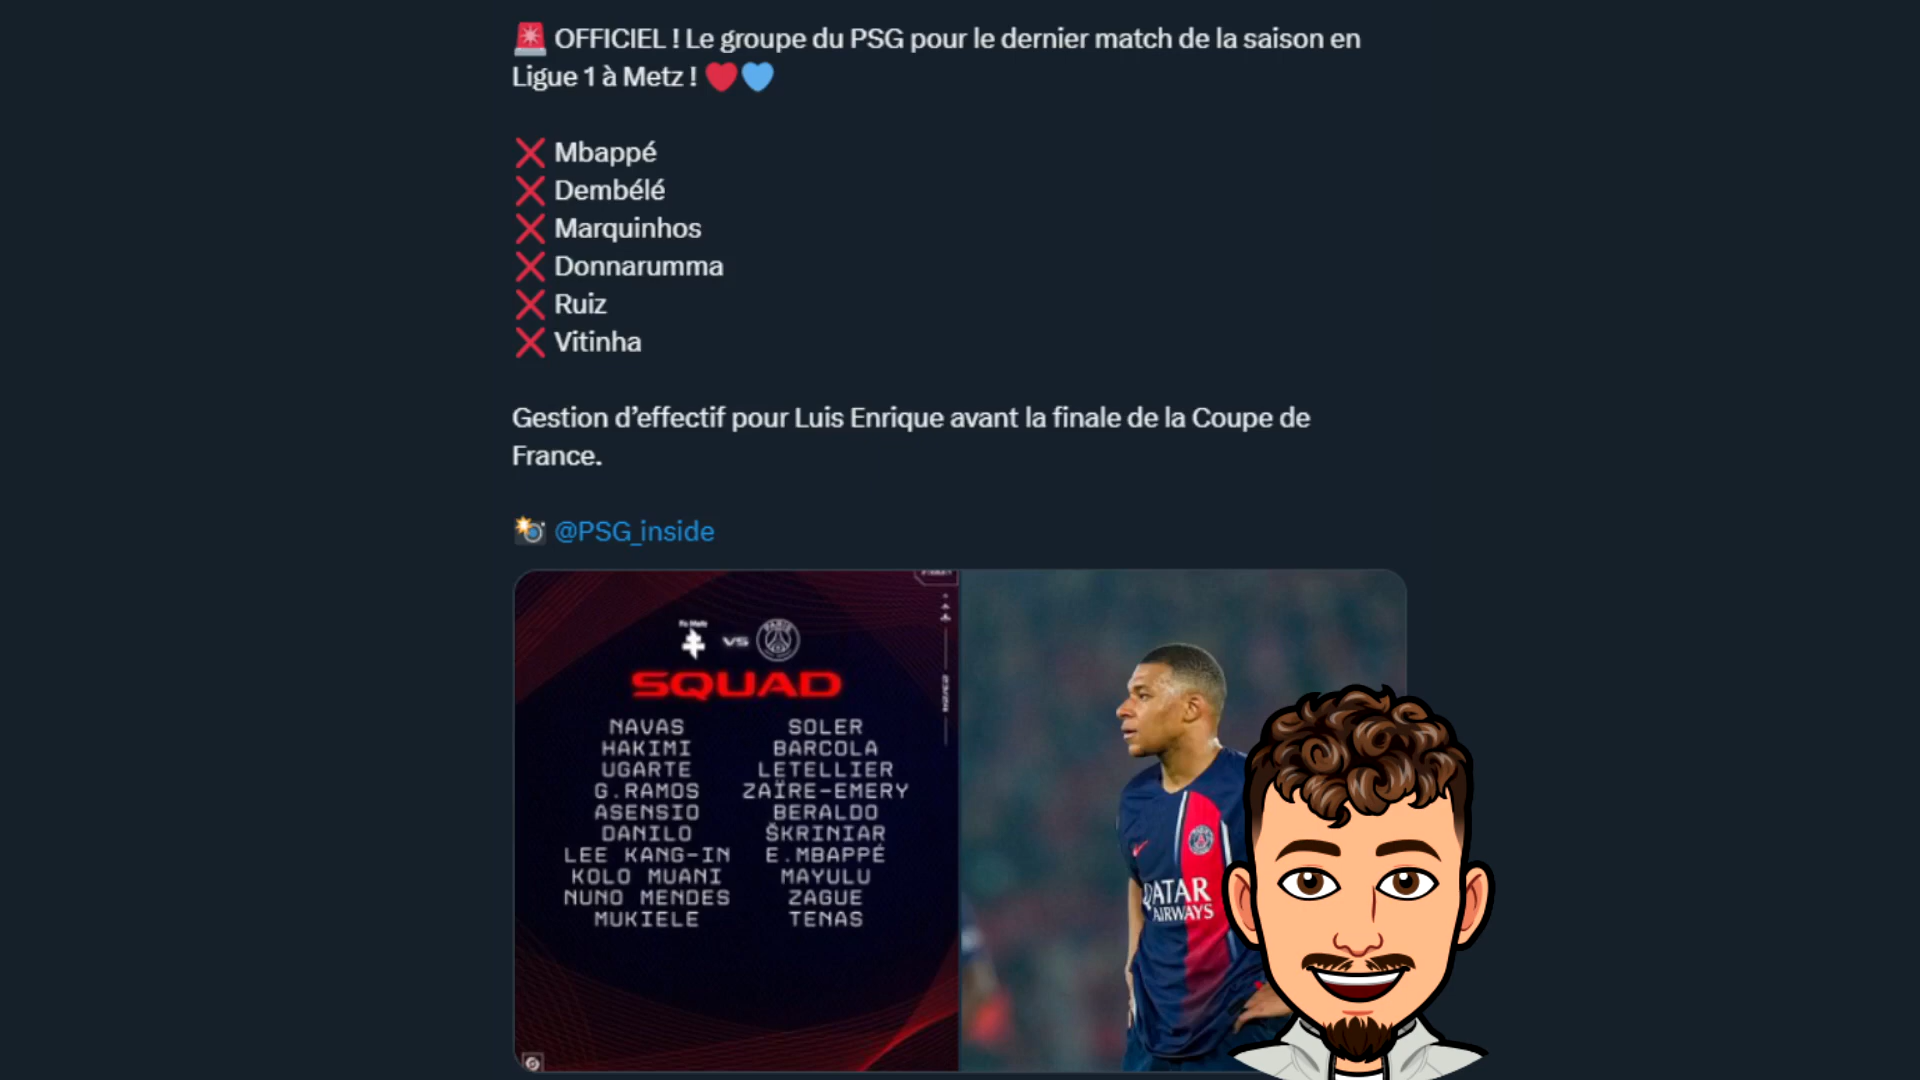 🚨 OFFICIEL ! Le groupe du PSG pour le dernier match de la saison en
Ligue 1 à Metz ! ❤️💙
❌ Mbappé
❌ Dembélé
❌ Marquinhos
❌ Donnarumma
❌ Ruiz
❌ Vitinha
Gestion d’effectif pour Luis Enrique avant la finale de la Coupe de
France.
📸 @PSG_inside
Fc Metz
VS
PARIS
SQUAD
NAVAS
HAKIMI
UGARTE
G.RAMOS
ASENSIO
DANILO
LEE KANG-IN
KOLO MUANI
NUNO MENDES
MUKIELE
SOLER
BARCOLA
LETELLIER
ZAÏRE-EMERY
BERALDO
ŠKRINIAR
E.MBAPPÉ
MAYULU
ZAGUE
TENAS
QATAR
AIRWAYS